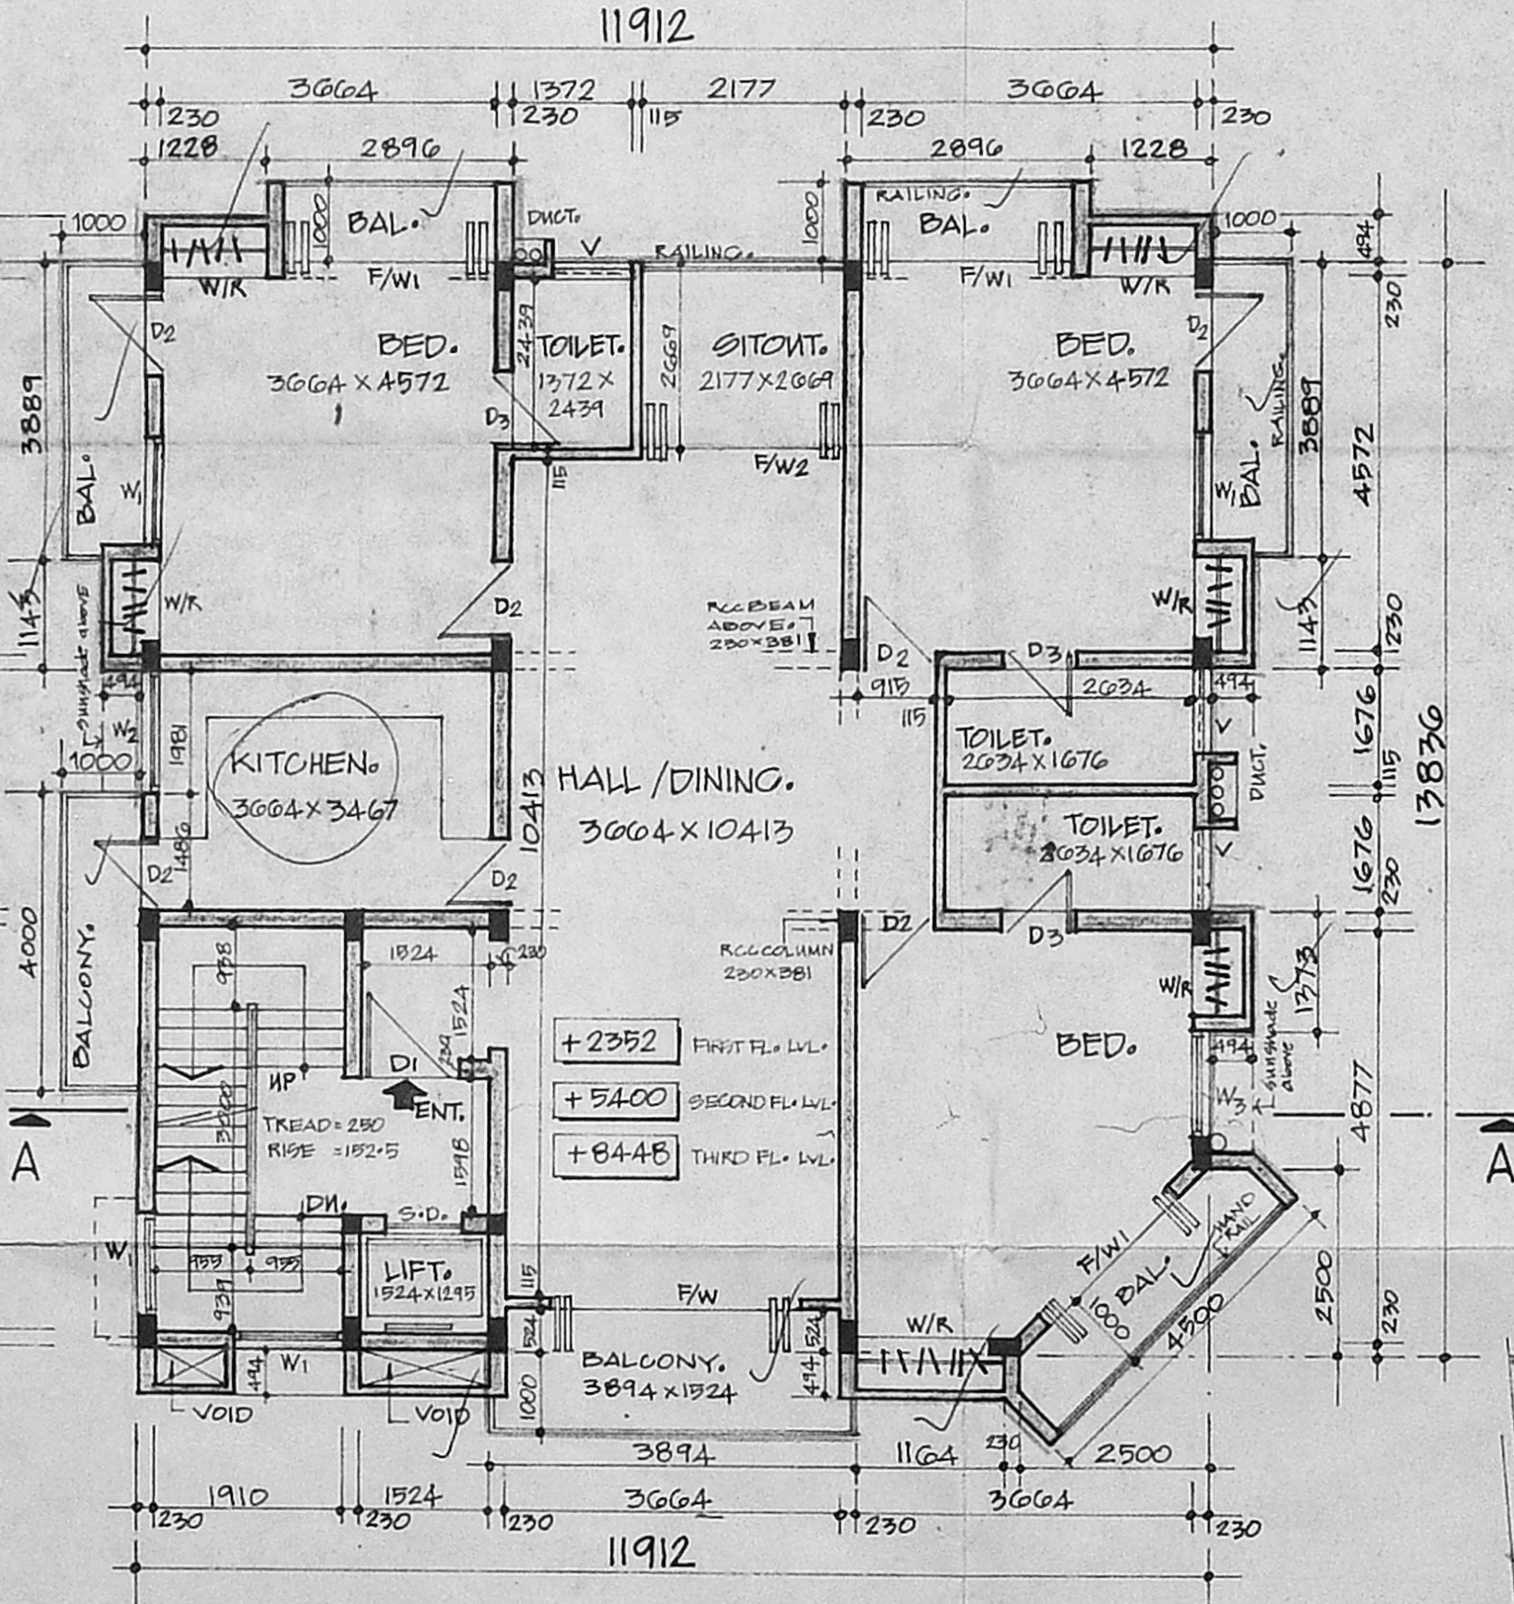 11912
3664 1372 2177 3664
230 230 115 230 230
1228 2896 2896 1228
1000 1000 1000 1000
BAL.
DUCT.
V
RAILING.
RAILING.
BAL.
494
W/R F/W1 F/W1 W/R
230
D2
BED.
3664 X 4572
2439
TOILET.
1372 X
2439
D3
2669
SITOUT.
2177 X 2669
BED.
3664 X 4572
D2
RAILING.
3889
BAL.
W1
115
F/W2
W1
BAL.
3889
4572
1143
sunshade above
W/R
D2
RCC BEAM
ABOVE.
230 X 381
D2
D3
W/R
1143
230
494
W2
1000
1981
KITCHEN.
3664 X 3467
1486
D2
D2
10413
HALL / DINING.
3664 X 10413
915
115
2634
494
TOILET.
2634 X 1676
V
DUCT.
1676
115
13836
TOILET.
2634 X 1676
V
1676
230
4000
BALCONY.
938
1524
230
RCC COLUMN
230 X 381
D2
D3
W/R
1373
1524
230
D1
ENT.
UP
3000
TREAD = 250
RISE = 152.5
+2352 FIRST FL. LVL.
+5400 SECOND FL. LVL.
+8448 THIRD FL. LVL.
BED.
494
sunshade
above
W3
4877
A A
1598
DN.
S.D.
W1
955 955
939
LIFT.
1524 X 1295
115
F/W
524 524
F/W1
BAL.
HAND
RAIL
1000
4500
2500
230
W/R
W1
494
VOID VOID
1000
BALCONY.
3894 X 1524
494
3894 1164 230 2500
1910 1524 3664 3664
230 230 230 230 230
11912